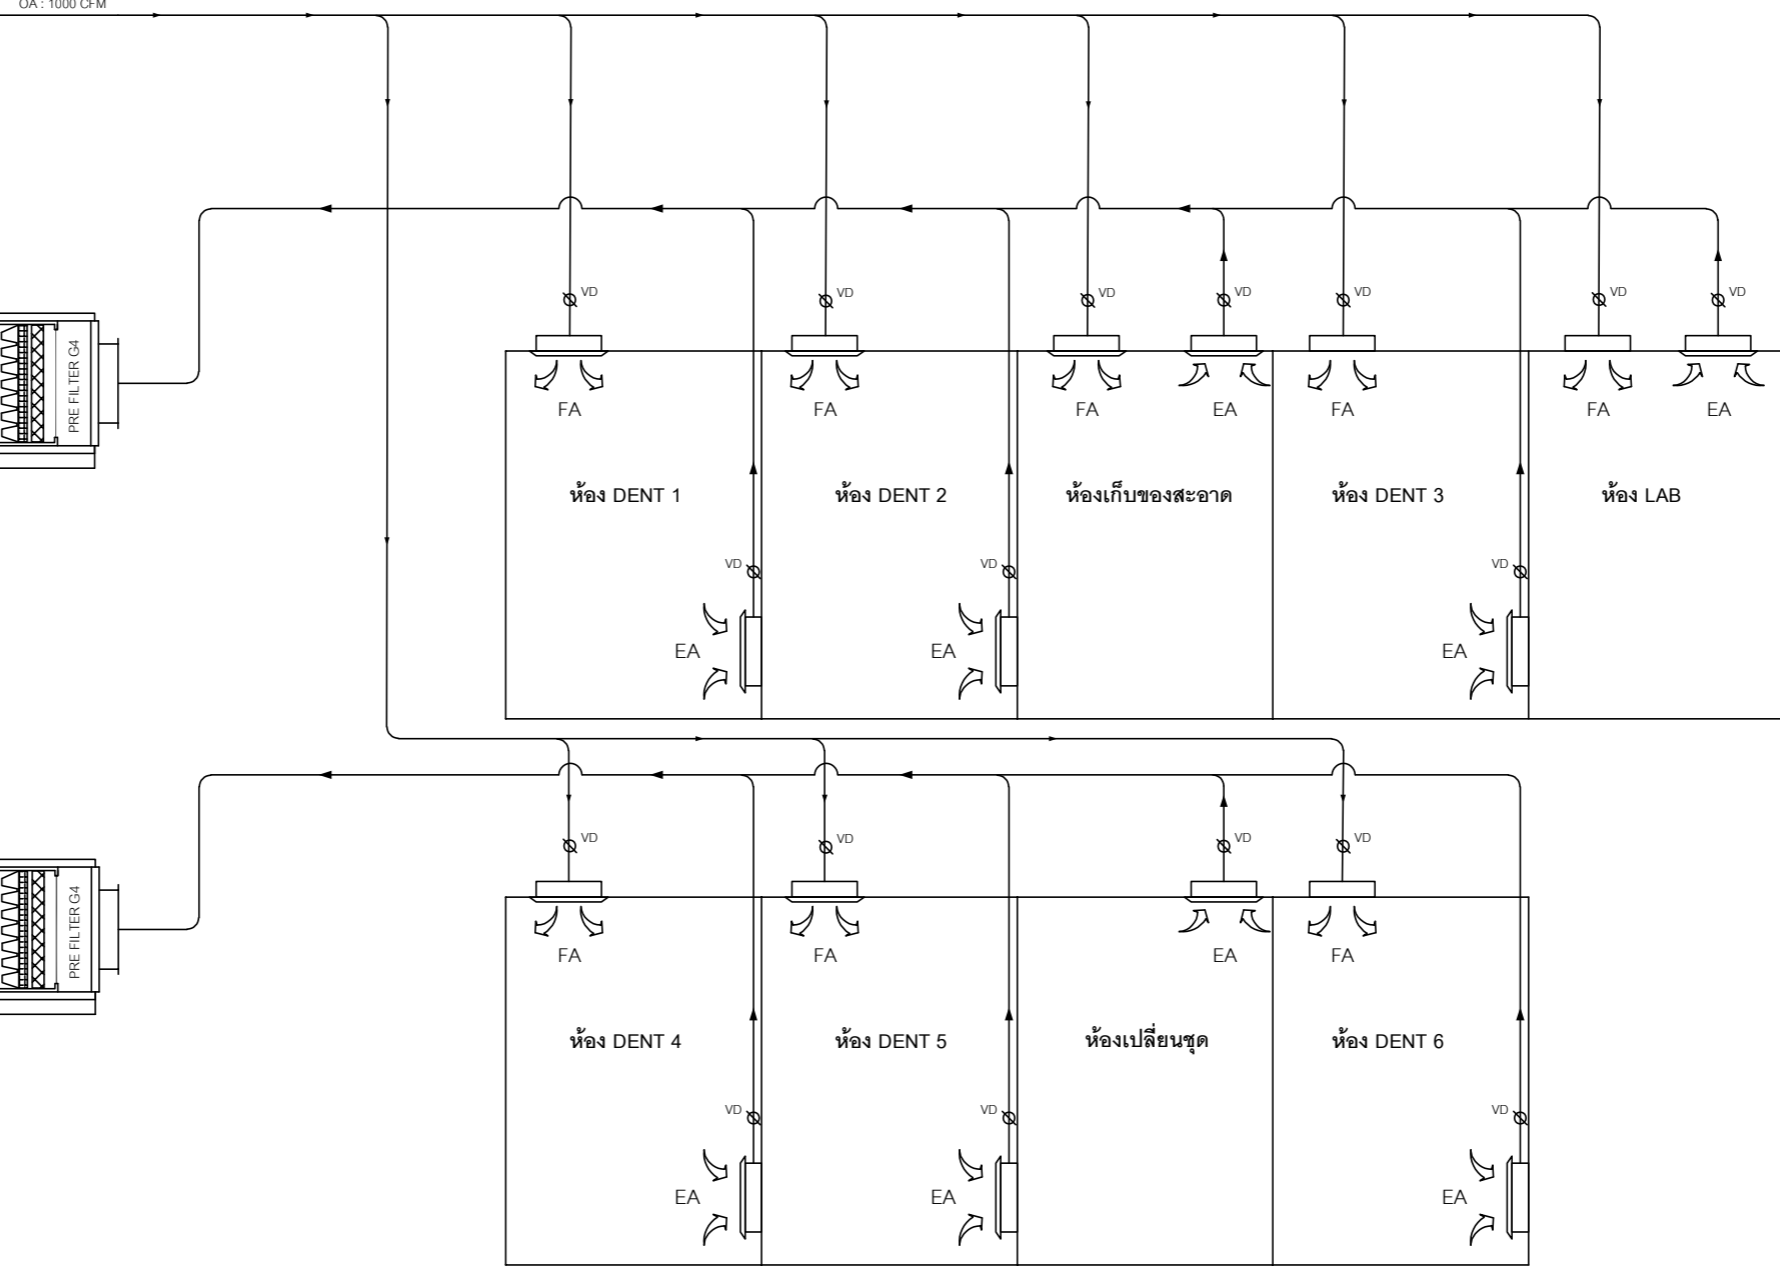 OA : 1000 CFM
VD VD VD VD VD VD VD
PRE FILTER G4
FA FA FA EA FA FA EA
ห้อง DENT 1 ห้อง DENT 2 ห้องเก็บของสะอาด ห้อง DENT 3 ห้อง LAB
VD VD VD
EA EA EA
VD VD VD VD
PRE FILTER G4
FA FA EA FA
ห้อง DENT 4 ห้อง DENT 5 ห้องเปลี่ยนชุด ห้อง DENT 6
VD VD VD
EA EA EA